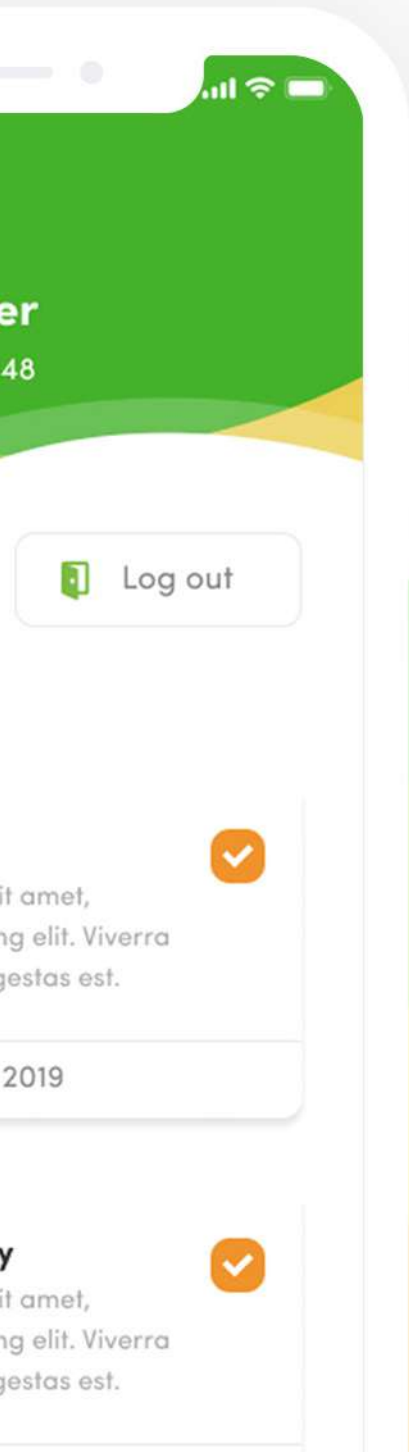 er
48
Log out
it amet,
ng elit. Viverra
gestas est.
2019
y
it amet,
ng elit. Viverra
gestas est.